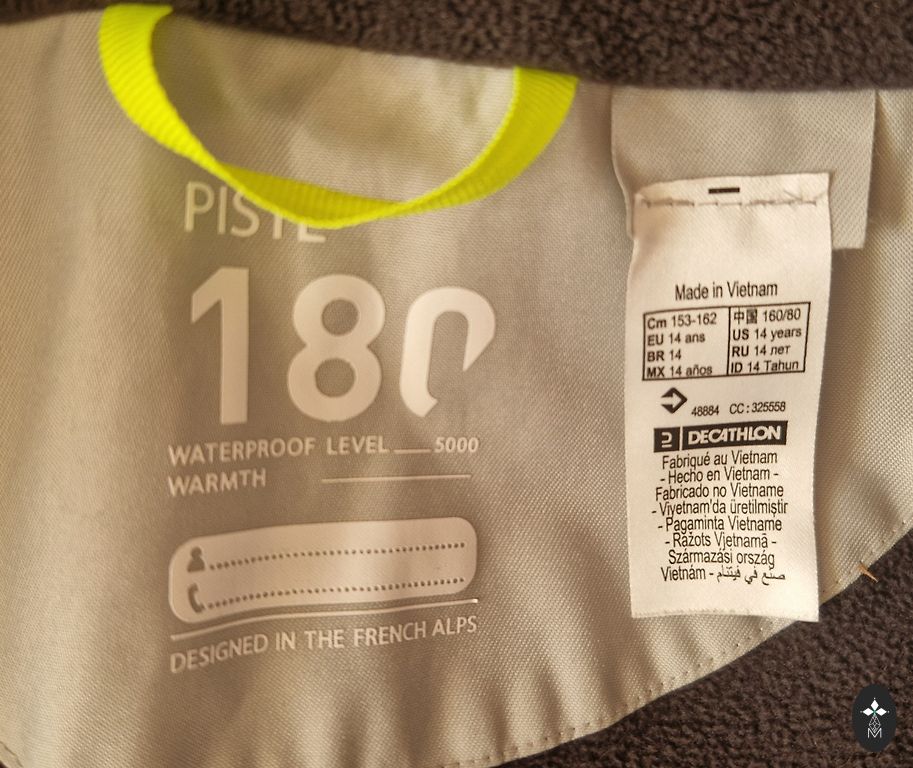 PISTE
180
WATERPROOF LEVEL 5000
WARMTH
DESIGNED IN THE FRENCH ALPS
Made in Vietnam
Cm 153-162
EU 14 ans
BR 14
MX 14 años
中国 160/80
US 14 years
RU 14 лет
ID 14 Tahun
48884 CC : 325558
DECATHLON
Fabriqué au Vietnam
- Hecho en Vietnam -
Fabricado no Vietname
- Viyetnam'da üretilmiştir
- Pagaminta Vietname
- Ražots Vjetnamā -
Származási ország
Vietnám - صنع في فيتنام
M